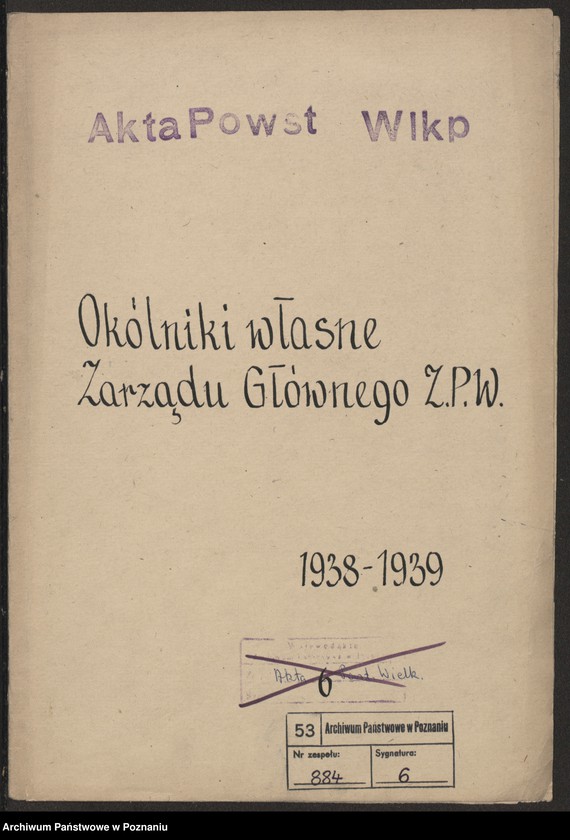 Akta Powst Wlkp
Okólniki własne
Zarządu Głównego Z.P.W.
1938-1939
Akta Powst. Wielk.
6
53 Archiwum Państwowe w Poznaniu
Nr zespołu: Sygnatura:
884 6
Archiwum Państwowe w Poznaniu